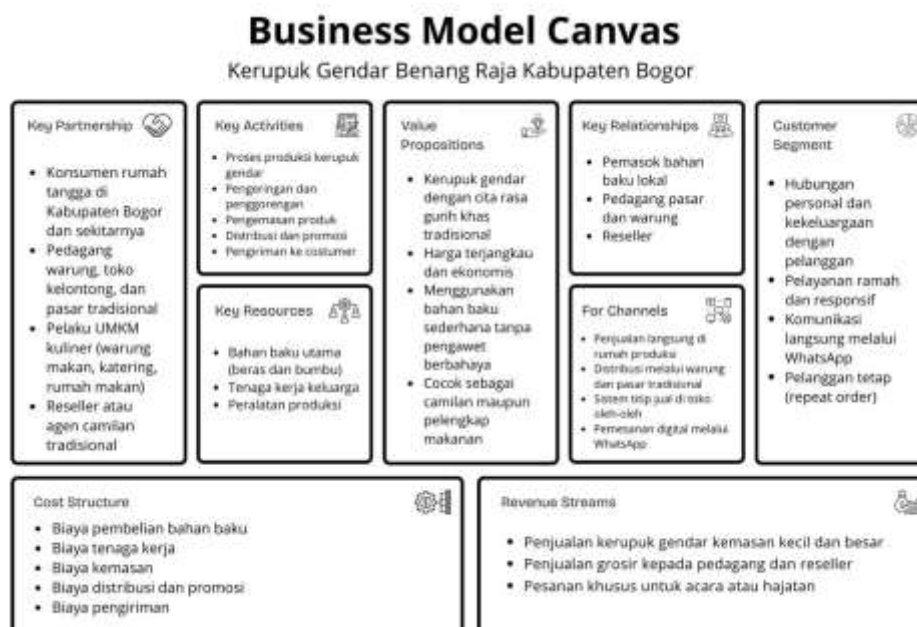 Business Model Canvas
Kerupuk Gendar Benang Raja Kabupaten Bogor
Key Partnership
• Konsumen rumah
tangga di
Kabupaten Bogor
dan sekitarnya
• Pedagang
warung, toko
kelontong, dan
pasar tradisional
• Pelaku UMKM
kuliner (warung
makan, katering,
rumah makan)
• Reseller atau
agen camilan
tradisional
Key Activities
• Proses produksi kerupuk
gendar
• Pengeringan dan
penggorengan
• Pengemasan produk
• Distribusi dan promosi
• Pengiriman ke costumer
Key Resources
• Bahan baku utama
(beras dan bumbu)
• Tenaga kerja keluarga
• Peralatan produksi
Value
Propositions
• Kerupuk gendar
dengan cita rasa
gurih khas
tradisional
• Harga terjangkau
dan ekonomis
• Menggunakan
bahan baku
sederhana tanpa
pengawet
berbahaya
• Cocok sebagai
camilan maupun
pelengkap
makanan
Key Relationships
• Pemasok bahan
baku lokal
• Pedagang pasar
dan warung
• Reseller
For Channels
• Penjualan langsung di
rumah produksi
• Distribusi melalui warung
dan pasar tradisional
• Sistem titip jual di toko
oleh-oleh
• Pemesanan digital melalui
WhatsApp
Customer
Segment
• Hubungan
personal dan
kekeluargaan
dengan
pelanggan
• Pelayanan ramah
dan responsif
• Komunikasi
langsung melalui
WhatsApp
• Pelanggan tetap
(repeat order)
Cost Structure
• Biaya pembelian bahan baku
• Biaya tenaga kerja
• Biaya kemasan
• Biaya distribusi dan promosi
• Biaya pengiriman
Revenue Streams
• Penjualan kerupuk gendar kemasan kecil dan besar
• Penjualan grosir kepada pedagang dan reseller
• Pesanan khusus untuk acara atau hajatan